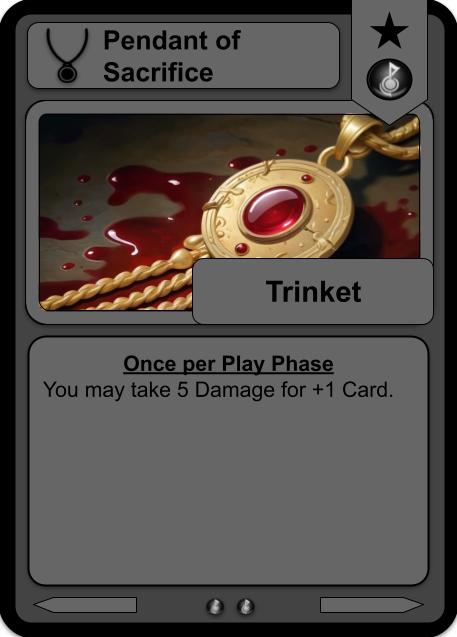 Pendant of
Sacrifice
Trinket
Once per Play Phase
You may take 5 Damage for +1 Card.